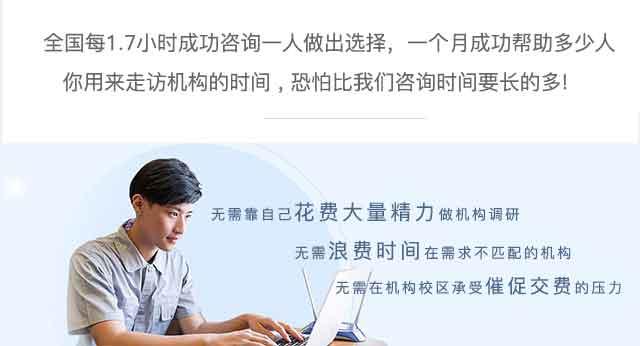 全国每1.7小时成功咨询一人做出选择，一个月成功帮助多少人
你用来走访机构的时间，恐怕比我们咨询时间要长的多!
无需靠自己花费大量精力做机构调研
无需浪费时间在需求不匹配的机构
无需在机构校区承受催促交费的压力